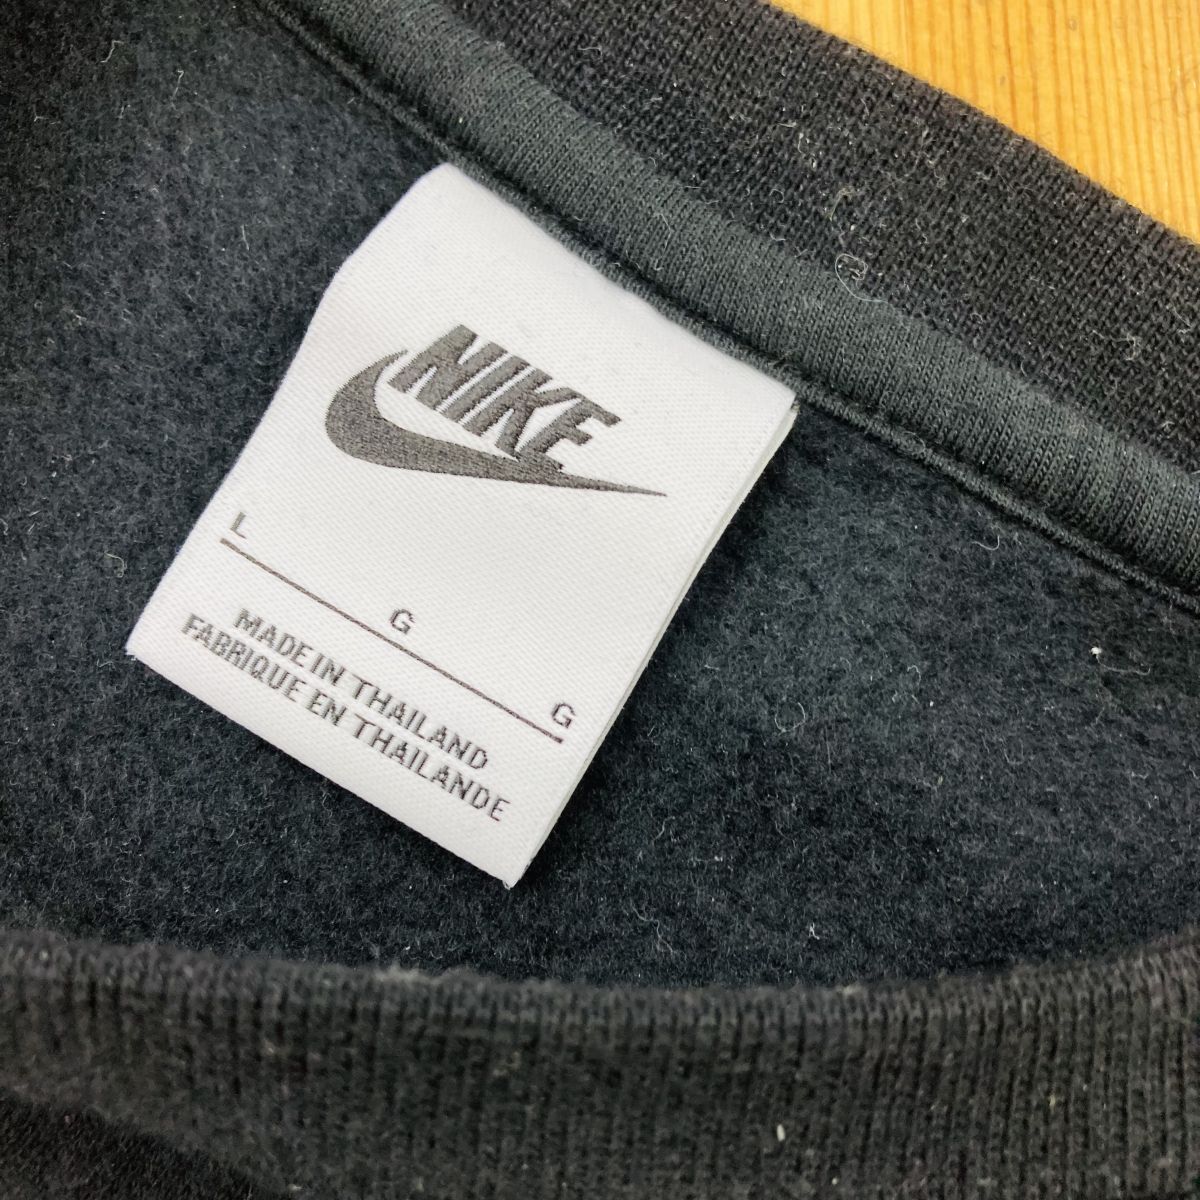 NIKE
L G G
MADE IN THAILAND
FABRIQUE EN THAILANDE